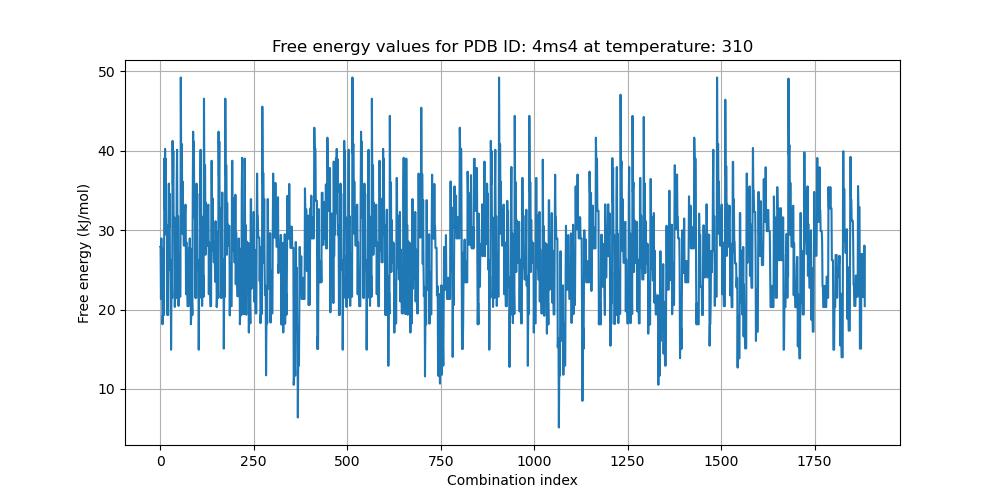 Free energy values for PDB ID: 4ms4 at temperature: 310
Free energy (kJ/mol)
50
40
30
20
10
0 250 500 750 1000 1250 1500 1750
Combination index